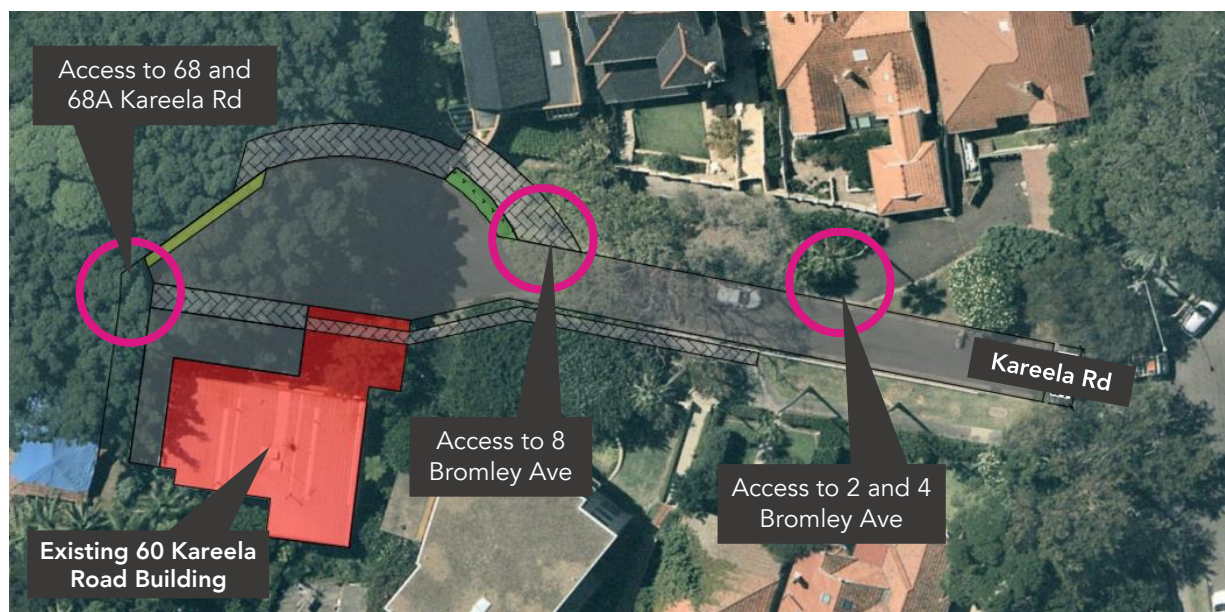 Access to 68 and
68A Kareela Rd
Kareela Rd
Access to 8
Bromley Ave
Access to 2 and 4
Bromley Ave
Existing 60 Kareela
Road Building